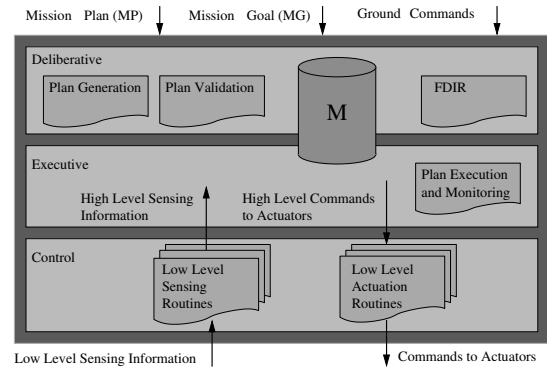 Mission Plan (MP) Mission Goal (MG) Ground Commands
Deliberative
Plan Generation
Plan Validation
M
FDIR
Executive
Plan Execution
and Monitoring
High Level Sensing
Information
High Level Commands
to Actuators
Control
Low Level
Sensing
Routines
Low Level
Actuation
Routines
Low Level Sensing Information
Commands to Actuators